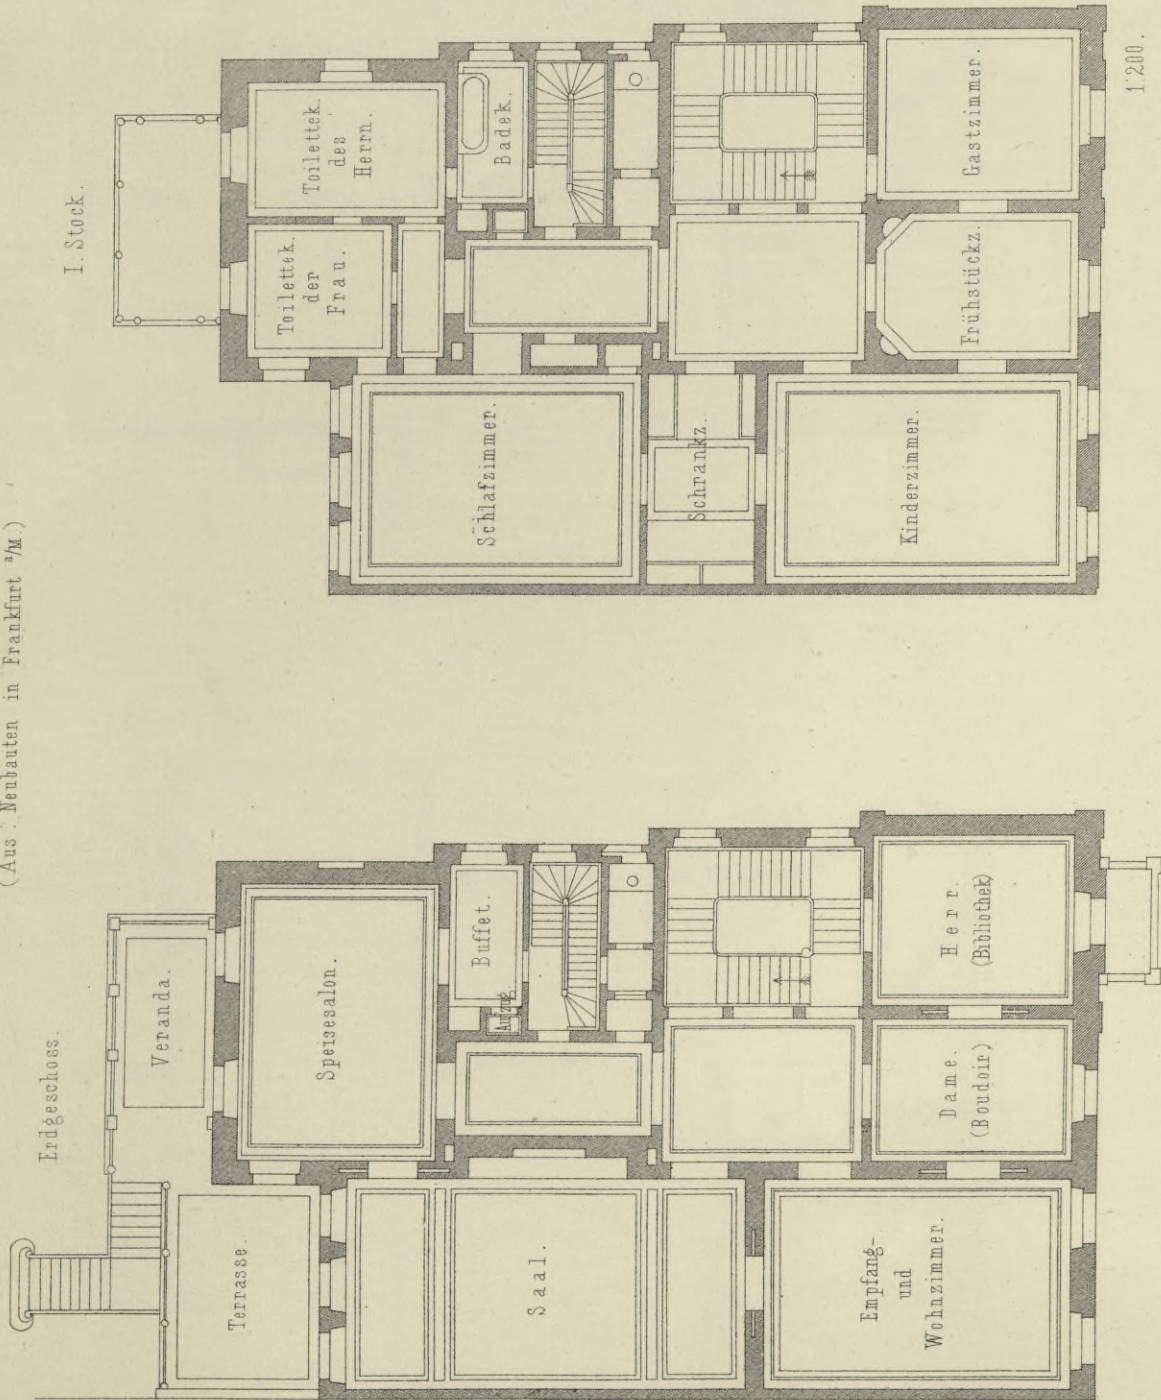 (Aus: Neubauten in Frankfurt a/M.)
Erdgeschoss.
Veranda.
Terrasse.
Speisesalon.
Saal.
Buffet.
Aufzug.
Empfang-
und
Wohnzimmer.
Dame.
(Boudoir)
Herr.
(Bibliothek)
I. Stock.
Toilettek.
der
Frau.
Toilettek.
des
Herrn.
Badek.
Schlafzimmer.
Schrankz.
Kinderzimmer.
Frühstückz.
Gastzimmer.
1:200.